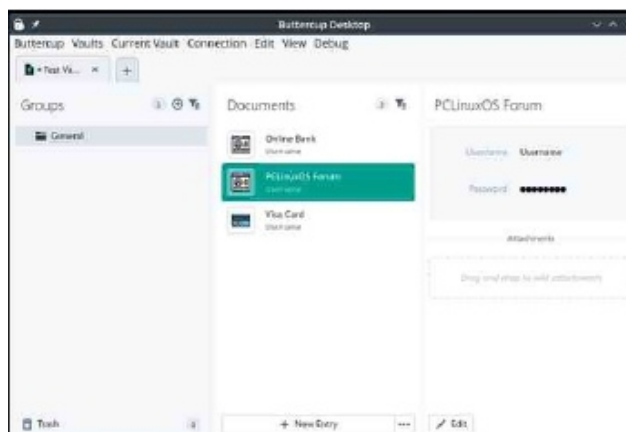 Buttercup Desktop
Buttercup Vaults Current Vault Connection Edit View Debug
Test Va...
Groups
General
Trash
Documents
Online Bank
Username
PCLinuxOS Forum
Username
Visa Card
Username
+ New Entry
PCLinuxOS Forum
Username Username
Password ●●●●●●●●
Attachments
Drag and drop to add attachments
Edit